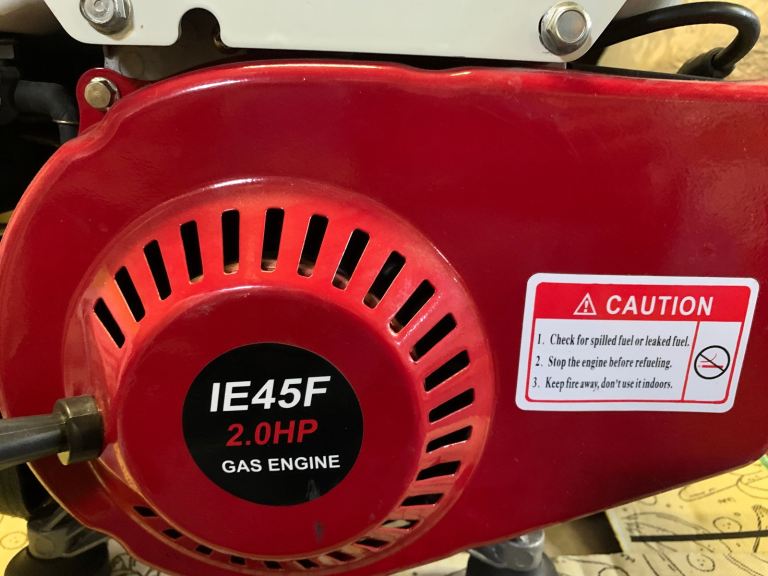 IE45F
2.0HP
GAS ENGINE
CAUTION
1. Check for spilled fuel or leaked fuel.
2. Stop the engine before refueling.
3. Keep fire away, don't use it indoors.